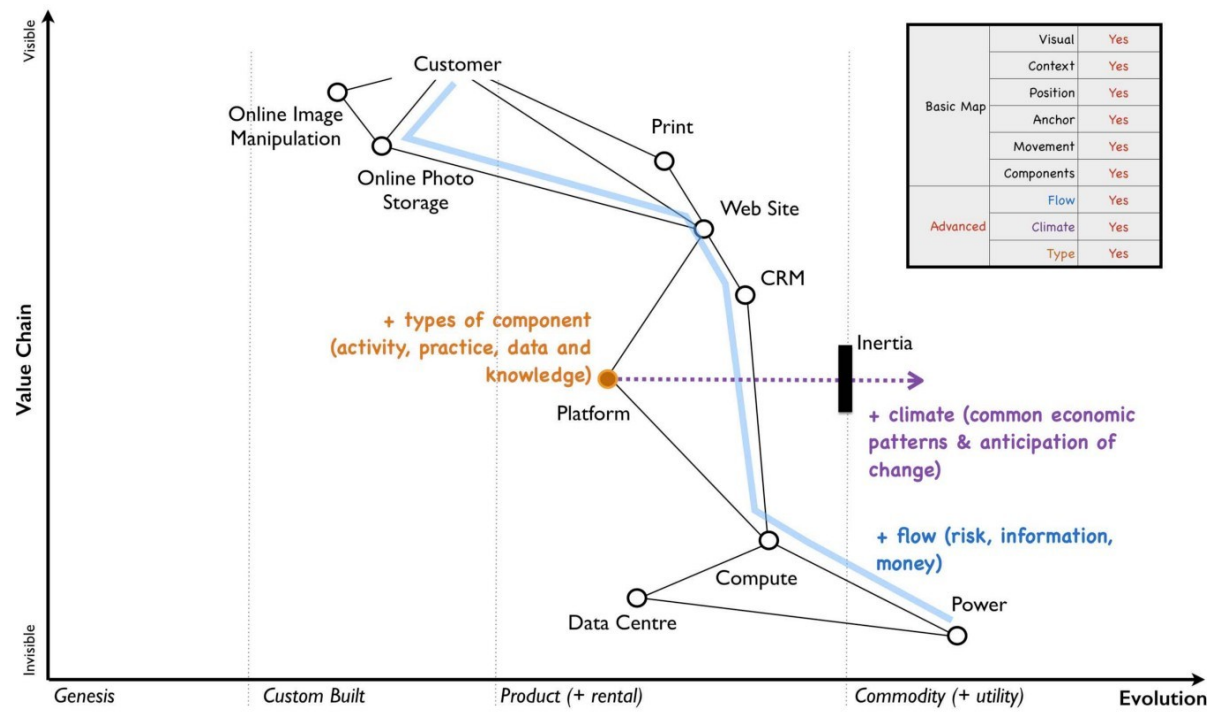 Visible
Value Chain
Invisible
Customer
Online Image
Manipulation
Online Photo
Storage
Print
Web Site
CRM
+ types of component
(activity, practice, data and
knowledge)
Platform
Inertia
+ climate (common economic
patterns & anticipation of
change)
+ flow (risk, information,
money)
Compute
Data Centre
Power
Genesis
Custom Built
Product (+ rental)
Commodity (+ utility)
Evolution
Basic Map
Visual Yes
Context Yes
Position Yes
Anchor Yes
Movement Yes
Components Yes
Advanced
Flow Yes
Climate Yes
Type Yes